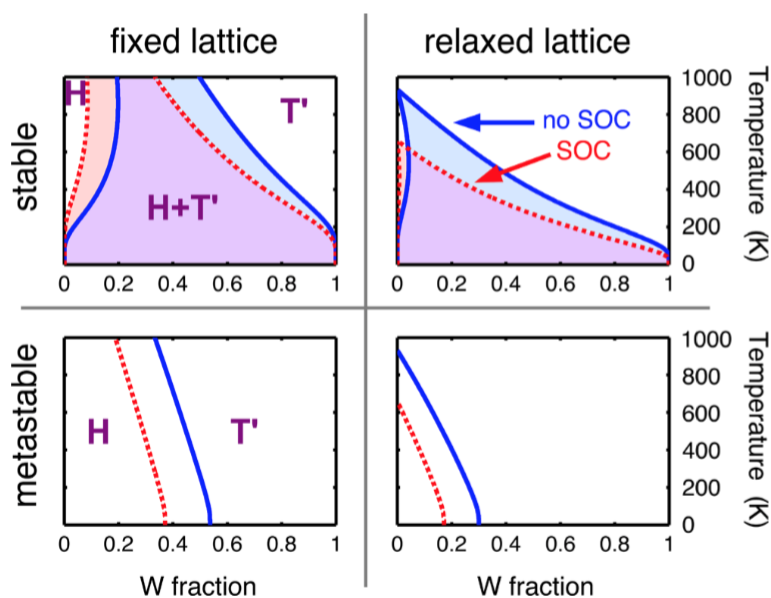 fixed lattice
relaxed lattice
stable
H
T'
H+T'
0 0.2 0.4 0.6 0.8 1
no SOC
SOC
1000
800
600
400
200
0
Temperature (K)
0 0.2 0.4 0.6 0.8 1
metastable
H
T'
0 0.2 0.4 0.6 0.8 1
W fraction
1000
800
600
400
200
0
Temperature (K)
0 0.2 0.4 0.6 0.8 1
W fraction